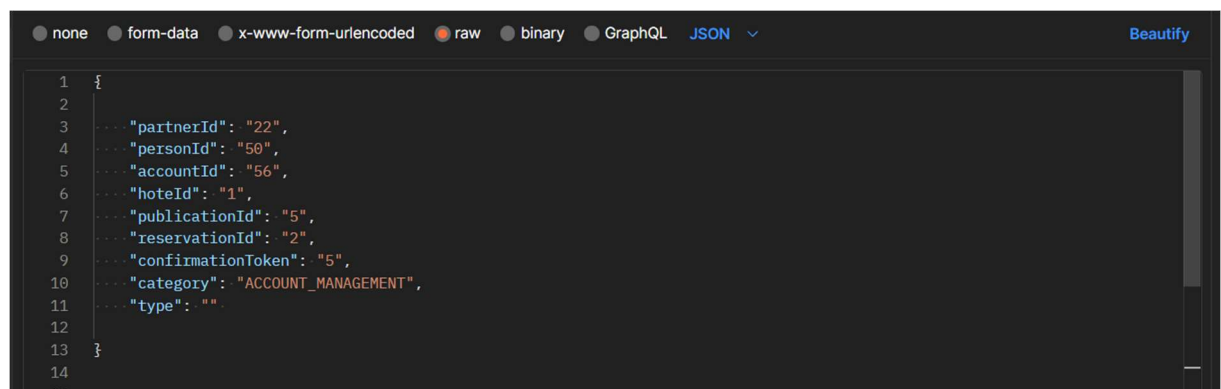 none form-data x-www-form-urlencoded raw binary GraphQL JSON Beautify
1 {
2
3 "partnerId": "22",
4 "personId": "50",
5 "accountId": "56",
6 "hoteId": "1",
7 "publicationId": "5",
8 "reservationId": "2",
9 "confirmationToken": "5",
10 "category": "ACCOUNT_MANAGEMENT",
11 "type": ""
12
13 }
14